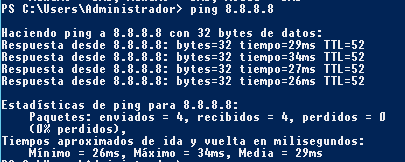 PS C:\Users\Administrador> ping 8.8.8.8
Haciendo ping a 8.8.8.8 con 32 bytes de datos:
Respuesta desde 8.8.8.8: bytes=32 tiempo=29ms TTL=52
Respuesta desde 8.8.8.8: bytes=32 tiempo=34ms TTL=52
Respuesta desde 8.8.8.8: bytes=32 tiempo=27ms TTL=52
Respuesta desde 8.8.8.8: bytes=32 tiempo=26ms TTL=52
Estadísticas de ping para 8.8.8.8:
Paquetes: enviados = 4, recibidos = 4, perdidos = 0
(0% perdidos),
Tiempos aproximados de ida y vuelta en milisegundos:
Mínimo = 26ms, Máximo = 34ms, Media = 29ms